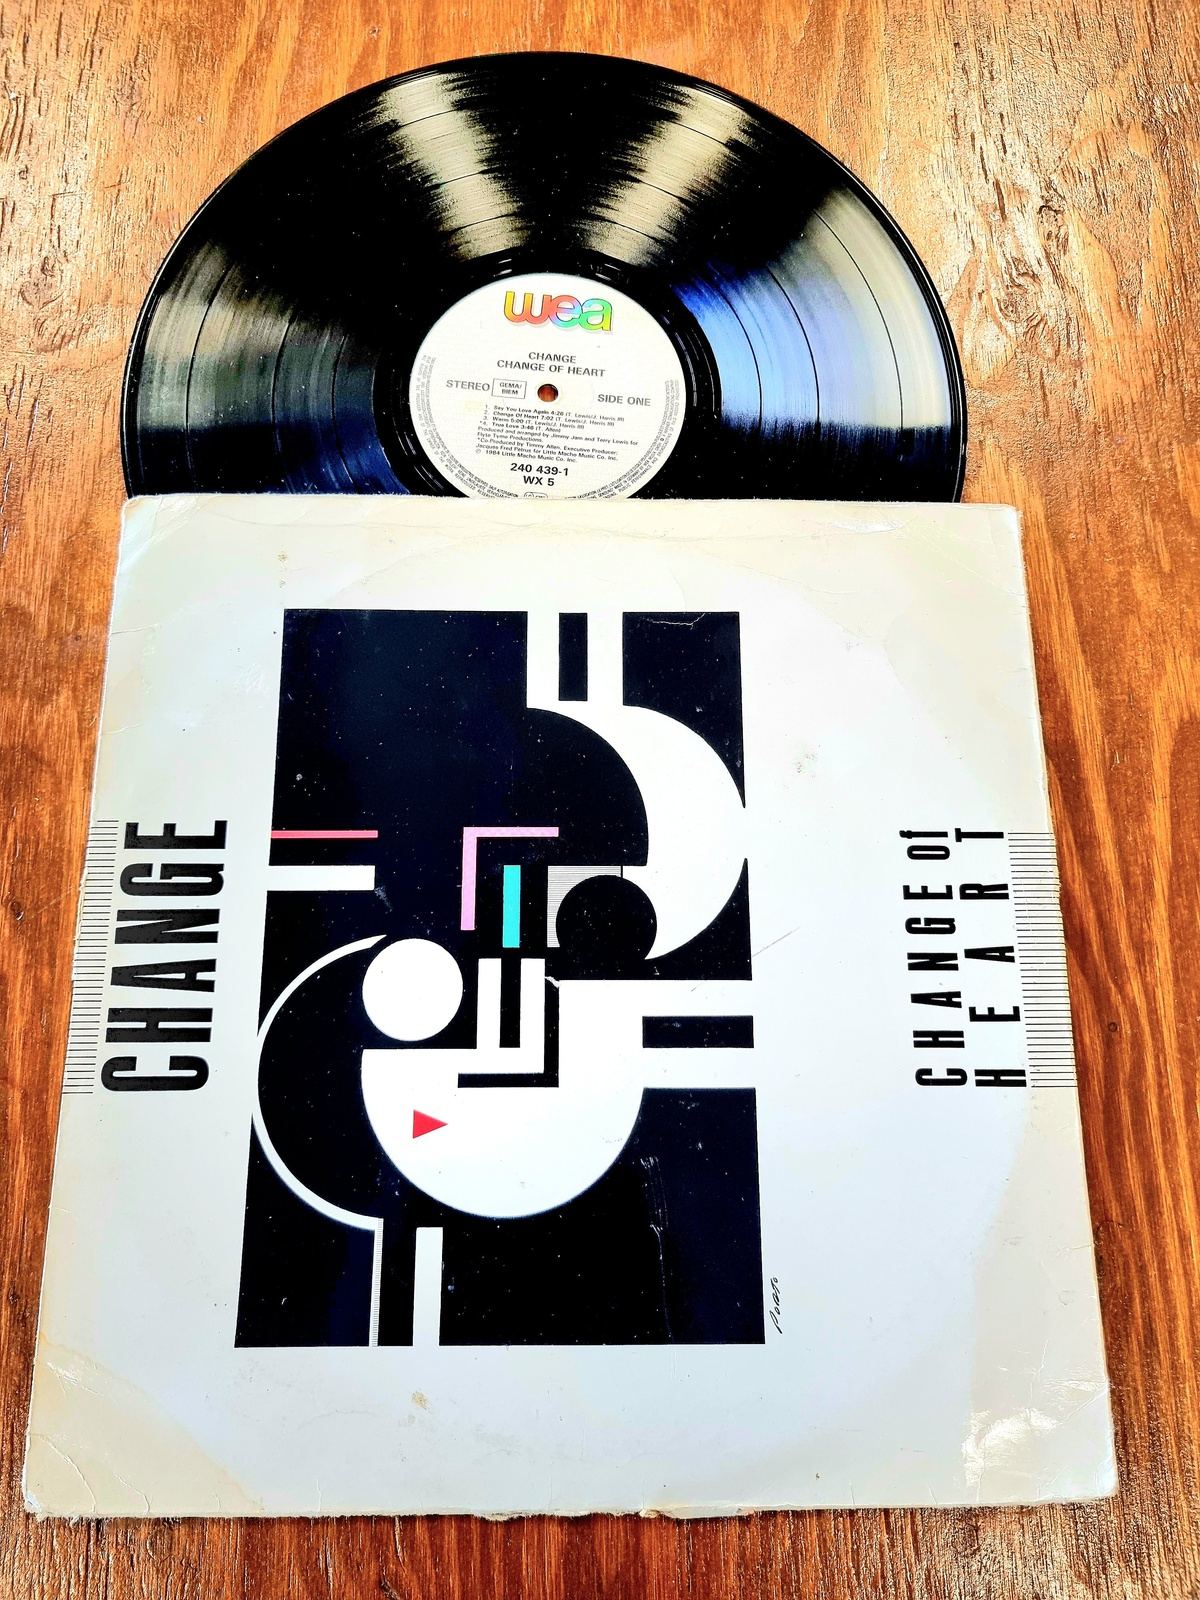 wea
CHANGE
CHANGE OF HEART
STEREO GEMA/ BIEM SIDE ONE
1. Say You Love Again 4:26 (T. Lewis/J. Harris III)
2. Change Of Heart 7:02 (T. Lewis/J. Harris III)
3. Warm 5:00 (T. Lewis/J. Harris III)
*4. True Love 3:46 (T. Allen)
Produced and arranged by Jimmy Jam and Terry Lewis for
Flyte Tyme Productions.
*Co-Produced by Timmy Allen. Executive Producer:
Jacques Fred Petrus for Little Macho Music Co. Inc.
℗ 1984 Little Macho Music Co. Inc.
240 439-1
WX 5
CHANGE
CHANGE of
HEART
PORTO